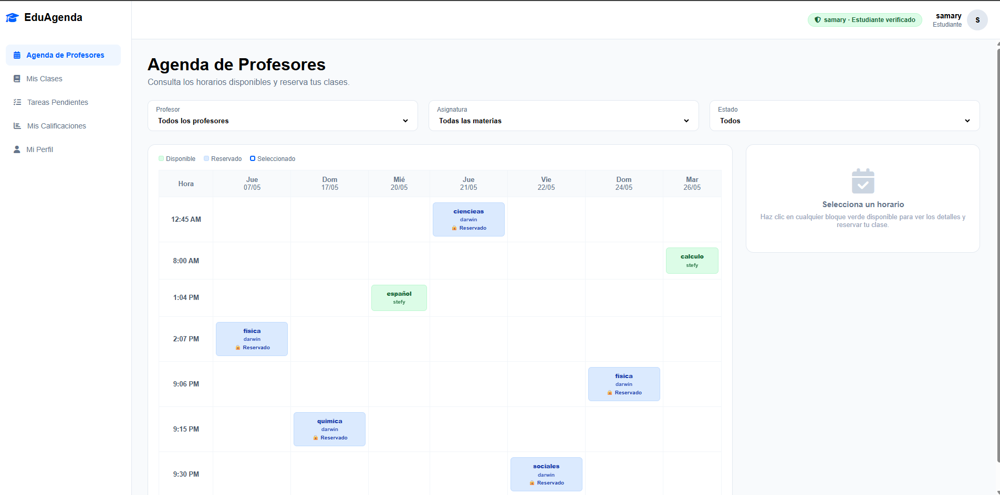 EduAgenda
samary · Estudiante verificado
samary
Estudiante
S
Agenda de Profesores
Mis Clases
Tareas Pendientes
Mis Calificaciones
Mi Perfil
Agenda de Profesores
Consulta los horarios disponibles y reserva tus clases.
Profesor
Todos los profesores
Asignatura
Todas las materias
Estado
Todos
Disponible Reservado Seleccionado
Hora Jue Dom Mié Jue Vie Dom Mar
07/05 17/05 20/05 21/05 22/05 24/05 26/05
12:45 AM
ciencieas
darwin
Reservado
8:00 AM
calculo
stefy
1:04 PM
español
stefy
2:07 PM
fisica
darwin
Reservado
9:06 PM
fisica
darwin
Reservado
9:15 PM
quimica
darwin
Reservado
9:30 PM
sociales
darwin
Reservado
Selecciona un horario
Haz clic en cualquier bloque verde disponible para ver los detalles y
reservar tu clase.